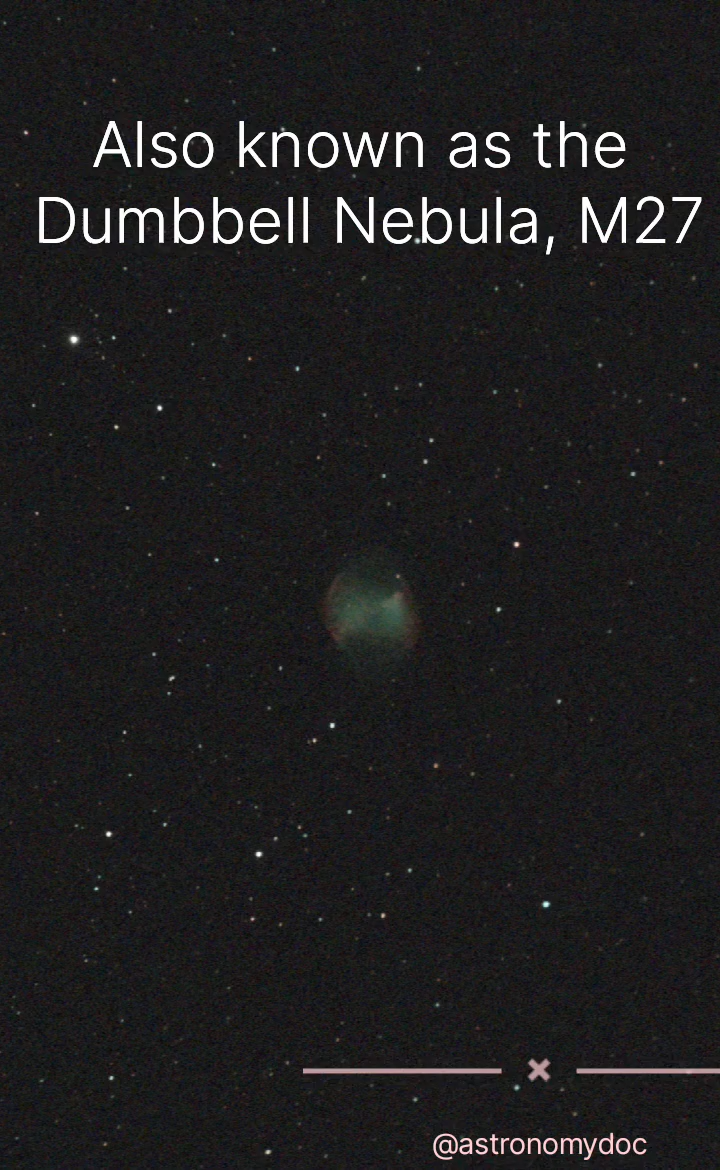 Also known as the
Dumbbell Nebula, M27
@astronomydoc